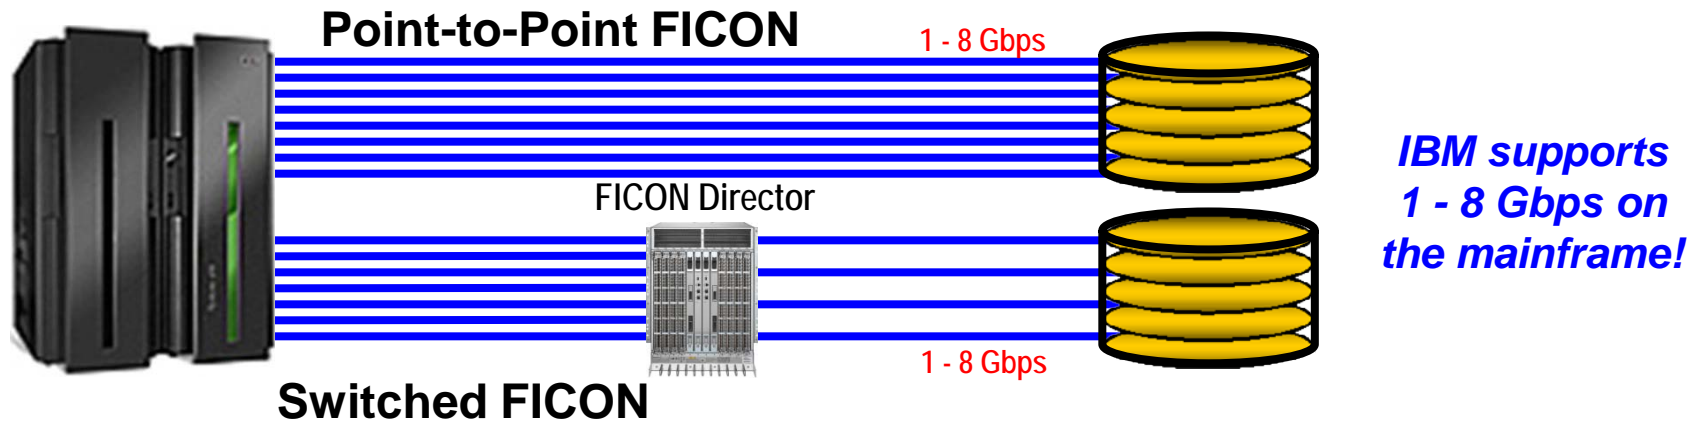 Point-to-Point FICON
1 - 8 Gbps
FICON Director
IBM supports
1 - 8 Gbps on
the mainframe!
1 - 8 Gbps
Switched FICON